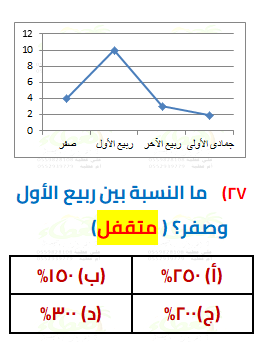 12
10
8
6
4
2
0
صفر ربيع الأول ربيع الآخر جمادى الأولى
٢٧) ما النسبة بين ربيع الأول
وصفر؟ ( متقفل)
(أ) ٢٥٠% (ب) ١٥٠%
(ج)٢٠٠% (د) ٣٠٠%